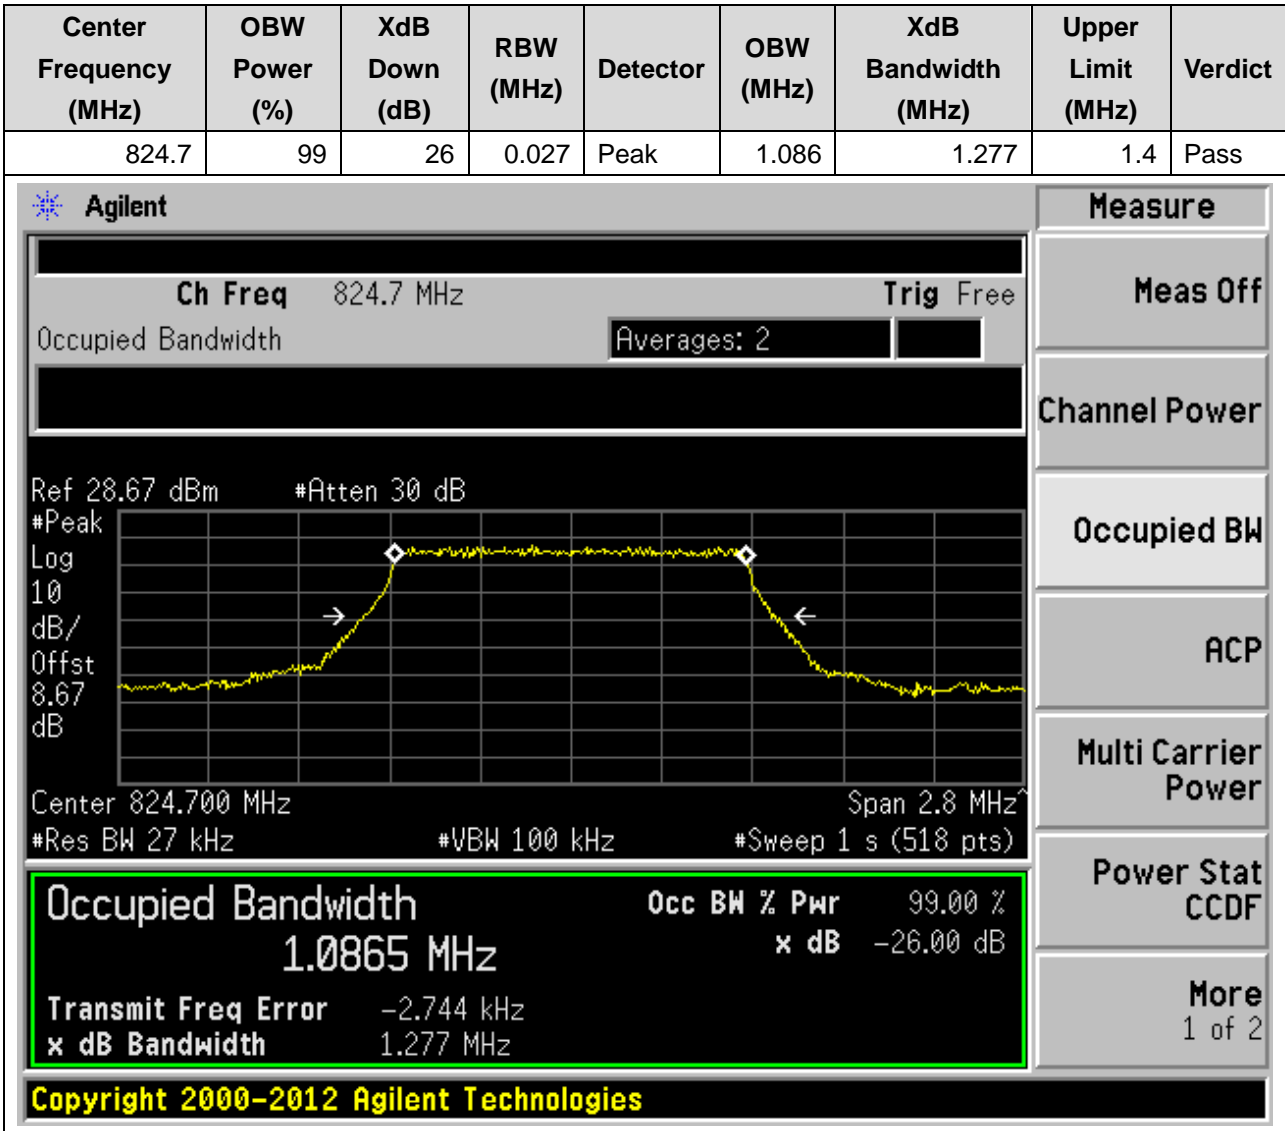 Center Frequency (MHz) OBW Power (%) XdB Down (dB) RBW (MHz) Detector OBW (MHz) XdB Bandwidth (MHz) Upper Limit (MHz) Verdict
824.7 99 26 0.027 Peak 1.086 1.277 1.4 Pass
Agilent
Measure
Ch Freq 824.7 MHz Trig Free
Meas Off
Occupied Bandwidth Averages: 2
Channel Power
Ref 28.67 dBm #Atten 30 dB
#Peak
Log
10
dB/
Offst
8.67
dB
Occupied BW
ACP
Multi Carrier
Power
Center 824.700 MHz Span 2.8 MHz^
#Res BW 27 kHz #VBW 100 kHz #Sweep 1 s (518 pts)
Power Stat
CCDF
Occupied Bandwidth Occ BW % Pwr 99.00 %
1.0865 MHz x dB -26.00 dB
Transmit Freq Error -2.744 kHz
x dB Bandwidth 1.277 MHz
More
1 of 2
Copyright 2000-2012 Agilent Technologies